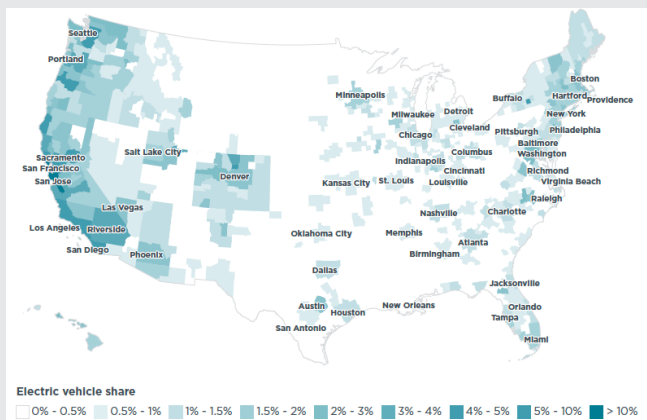 Seattle
Portland
Boston
Minneapolis
Buffalo
Hartford
Providence
Milwaukee
Detroit
New York
Chicago
Cleveland
Pittsburgh
Philadelphia
Sacramento
Salt Lake City
Columbus
Baltimore
San Francisco
Indianapolis
Washington
San Jose
Denver
Kansas City
St. Louis
Cincinnati
Louisville
Richmond
Virginia Beach
Las Vegas
Nashville
Raleigh
Los Angeles
Riverside
Oklahoma City
Memphis
Charlotte
San Diego
Phoenix
Birmingham
Atlanta
Dallas
Jacksonville
Austin
Houston
New Orleans
Orlando
San Antonio
Tampa
Miami
Electric vehicle share
0% - 0.5% 0.5% - 1% 1% - 1.5% 1.5% - 2% 2% - 3% 3% - 4% 4% - 5% 5% - 10% > 10%